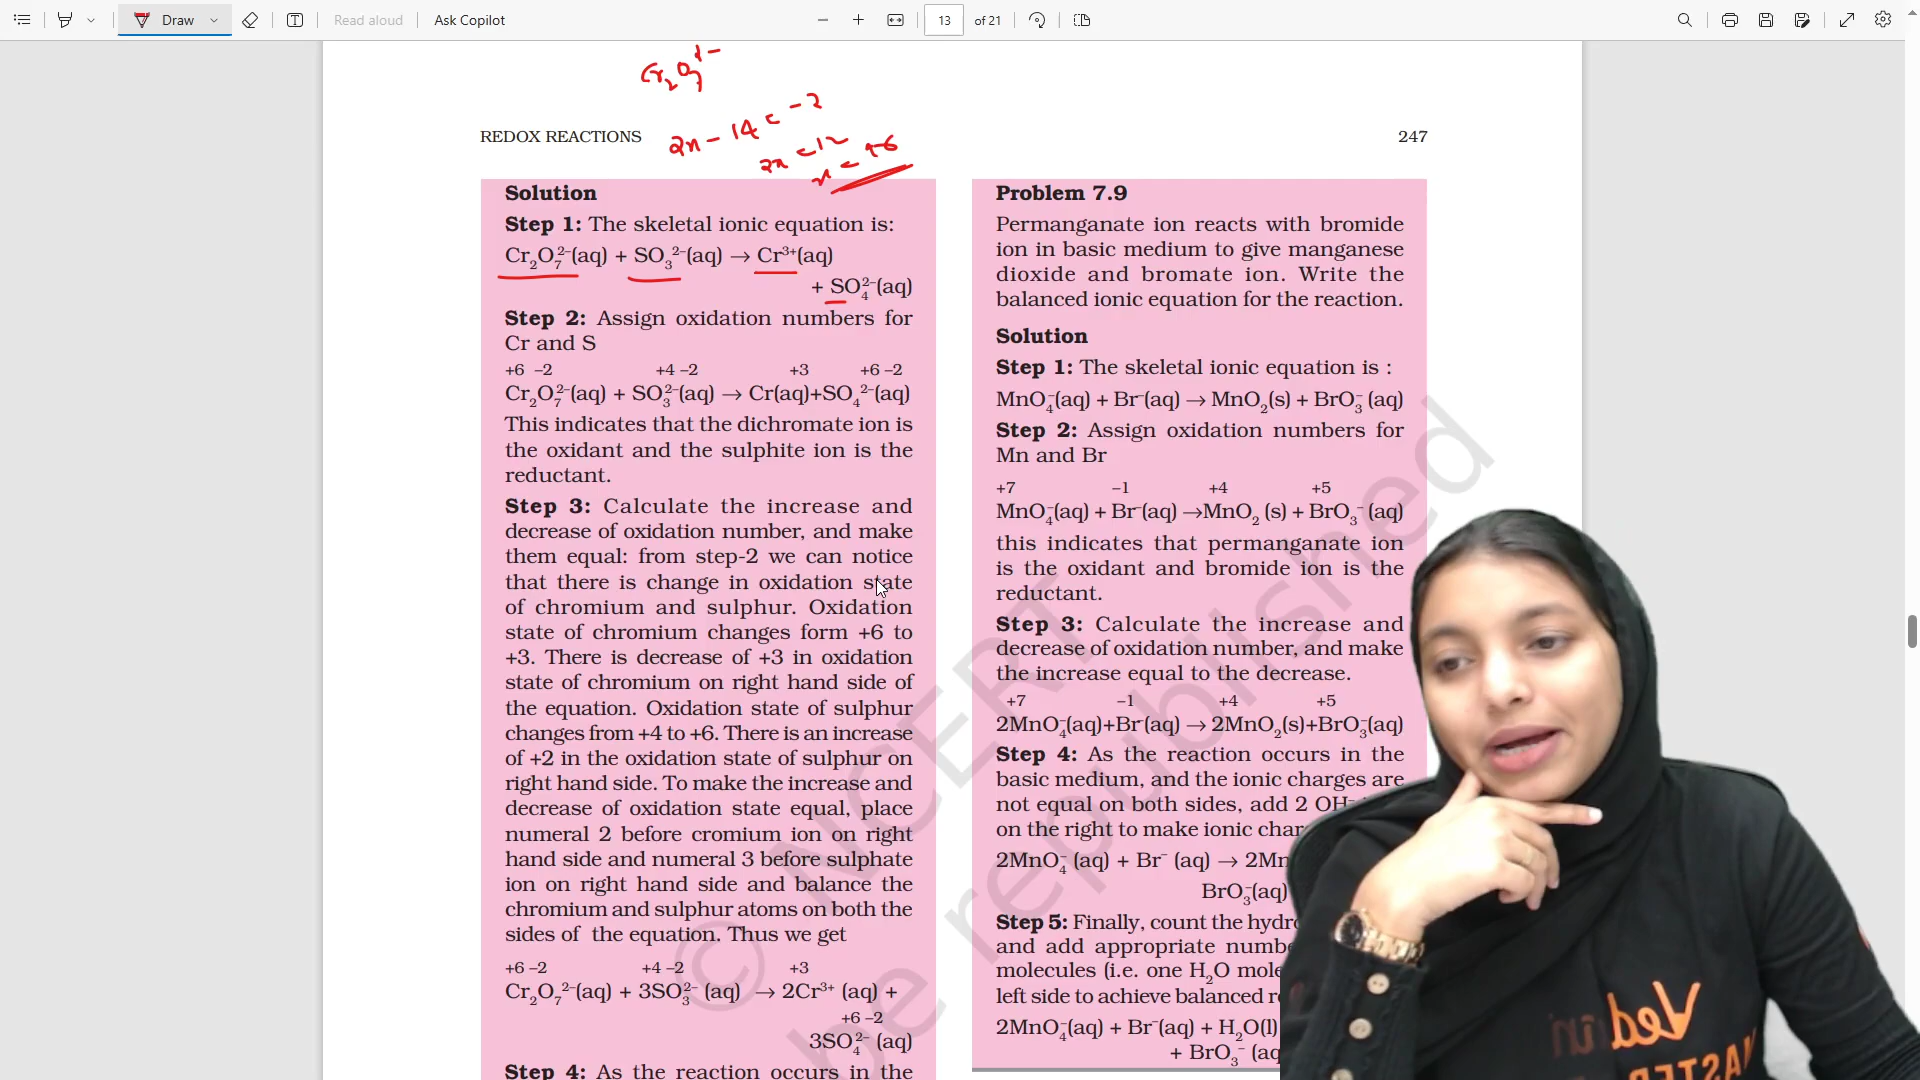 Draw
Read aloud
Ask Copilot
13 of 21
Cr2O7
2x - 14 = -2
2x = 12
x = +6
REDOX REACTIONS
247
Solution
Step 1: The skeletal ionic equation is:
Cr₂O₇²⁻(aq) + SO₃²⁻(aq) → Cr³⁺(aq)
+ SO₄²⁻(aq)
Step 2: Assign oxidation numbers for
Cr and S
+6 –2 +4 –2 +3 +6 –2
Cr₂O₇²⁻(aq) + SO₃²⁻(aq) → Cr(aq)+SO₄²⁻(aq)
This indicates that the dichromate ion is
the oxidant and the sulphite ion is the
reductant.
Step 3: Calculate the increase and
decrease of oxidation number, and make
them equal: from step-2 we can notice
that there is change in oxidation state
of chromium and sulphur. Oxidation
state of chromium changes form +6 to
+3. There is decrease of +3 in oxidation
state of chromium on right hand side of
the equation. Oxidation state of sulphur
changes from +4 to +6. There is an increase
of +2 in the oxidation state of sulphur on
right hand side. To make the increase and
decrease of oxidation state equal, place
numeral 2 before cromium ion on right
hand side and numeral 3 before sulphate
ion on right hand side and balance the
chromium and sulphur atoms on both the
sides of the equation. Thus we get
+6 –2 +4 –2 +3
Cr₂O₇²⁻(aq) + 3SO₃²⁻ (aq) → 2Cr³⁺ (aq) +
+6 –2
3SO₄²⁻ (aq)
Step 4: As the reaction occurs in the
Problem 7.9
Permanganate ion reacts with bromide
ion in basic medium to give manganese
dioxide and bromate ion. Write the
balanced ionic equation for the reaction.
Solution
Step 1: The skeletal ionic equation is :
MnO₄⁻(aq) + Br⁻(aq) → MnO₂(s) + BrO₃⁻ (aq)
Step 2: Assign oxidation numbers for
Mn and Br
+7 –1 +4 +5
MnO₄⁻(aq) + Br⁻(aq) →MnO₂ (s) + BrO₃⁻ (aq)
this indicates that permanganate ion
is the oxidant and bromide ion is the
reductant.
Step 3: Calculate the increase and
decrease of oxidation number, and make
the increase equal to the decrease.
+7 –1 +4 +5
2MnO₄⁻(aq)+Br⁻(aq) → 2MnO₂(s)+BrO₃⁻(aq)
Step 4: As the reaction occurs in the
basic medium, and the ionic charges are
not equal on both sides, add 2 OH⁻
on the right to make ionic
2MnO₄⁻ (aq) + Br⁻ (aq) → 2Mn
BrO₃⁻(aq)
Step 5: Finally, count the
and add appropriate
molecules (i.e. one H₂O
left side to achieve balanced
2MnO₄⁻(aq) + Br⁻(aq) + H₂O(l)
+ BrO₃⁻ (aq
© NCERT
be republished